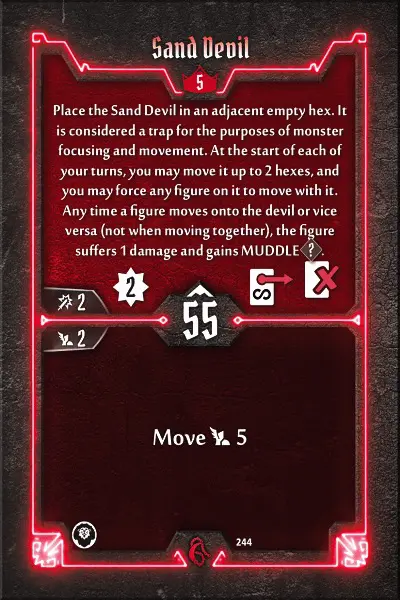 Sand Devil
5
Place the Sand Devil in an adjacent empty hex. It
is considered a trap for the purposes of monster
focusing and movement. At the start of each of
your turns, you may move it up to 2 hexes, and
you may force any figure on it to move with it.
Any time a figure moves onto the devil or vice
versa (not when moving together), the figure
suffers 1 damage and gains MUDDLE ?.
2
S
2
55
2
Move 5
244